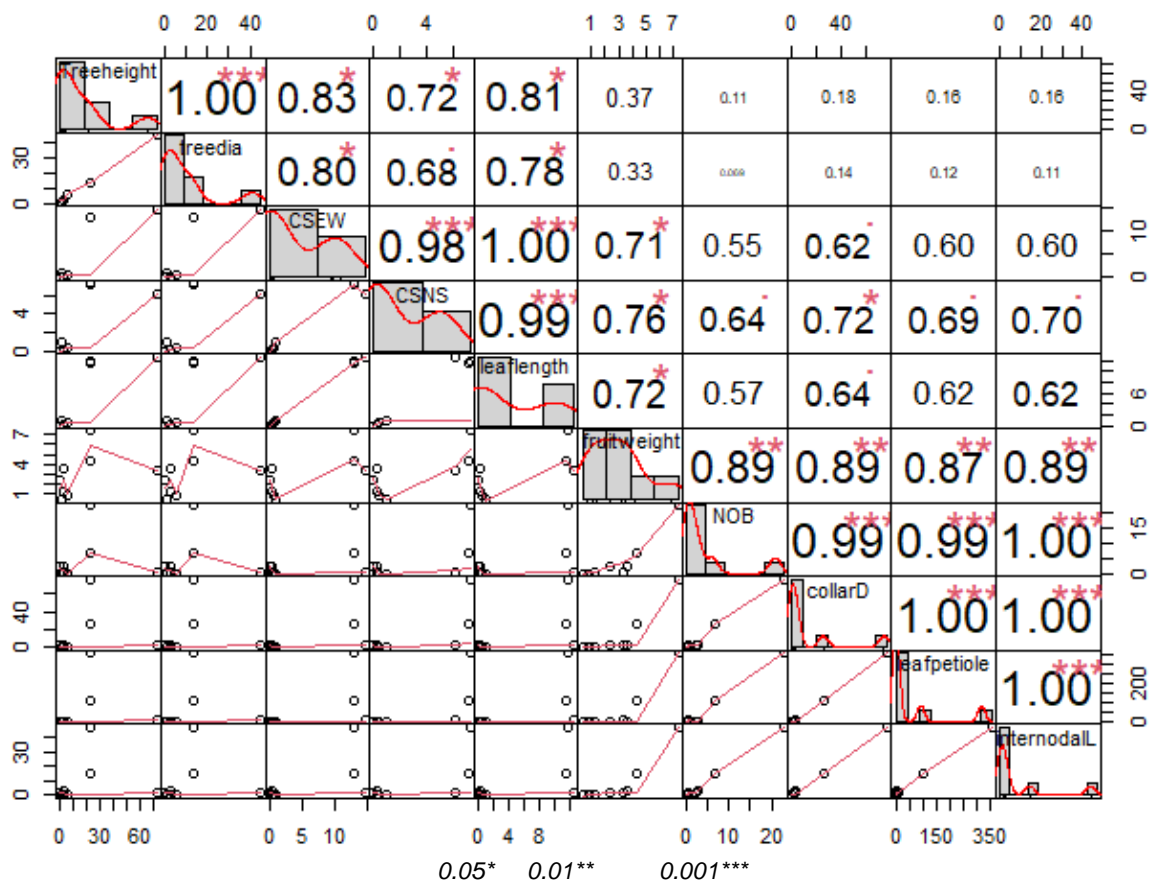 0 20 40 0 4 1 3 5 7 0 40 0 20 40
Treeheight 1.00 *** 0.83 * 0.72 * 0.81 * 0.37 0.11 0.18 0.16 0.16 0 40
0 30 treedia 0.80 * 0.68 . 0.78 * 0.33 0.069 0.14 0.12 0.11
CSEW 0.98 *** 1.00 *** 0.71 * 0.55 0.62 . 0.60 0.60 0 10
0 4 CSNS 0.99 *** 0.76 * 0.64 . 0.72 * 0.69 . 0.70 .
leaflength 0.72 * 0.57 0.64 . 0.62 0.62 0 6
1 4 7 fruitweight 0.89 ** 0.89 ** 0.87 ** 0.89 **
NOB 0.99 *** 0.99 *** 1.00 *** 0 15
0 40 collarD 1.00 *** 1.00 ***
leafpetiole 1.00 *** 0 200
0 30 internodalL
0 30 60 0 5 10 0 4 8 0 10 20 0 150 350
0.05* 0.01** 0.001***